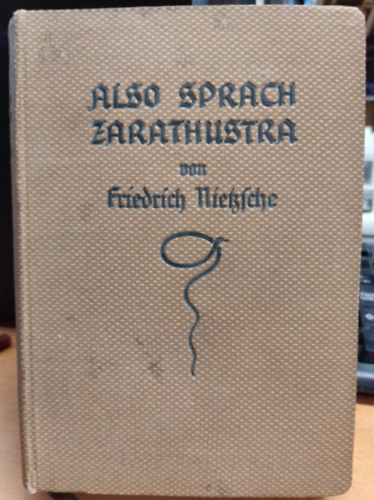 ALSO SPRACH
ZARATHUSTRA
von
Friedrich Nietzſche